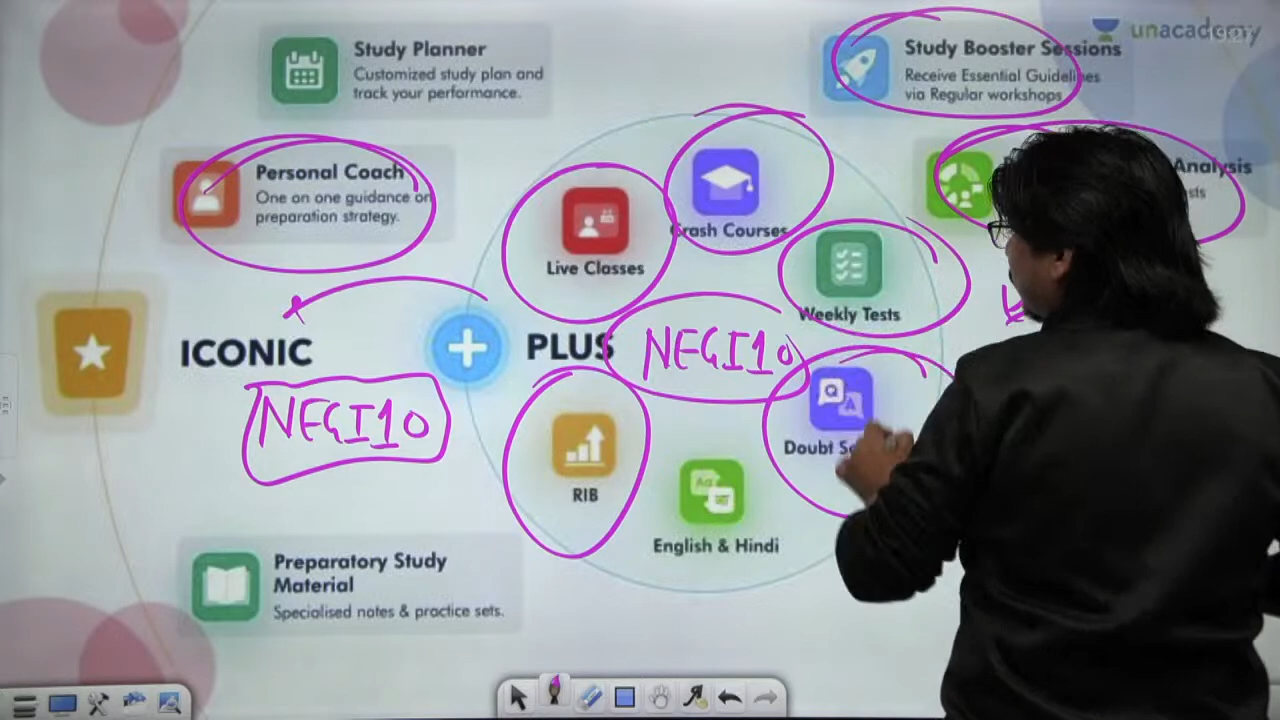 unacademy
Study Planner
Customized study plan and
track your performance.
Study Booster Sessions
Receive Essential Guidelines
via Regular workshops
Personal Coach
One on one guidance on
preparation strategy.
Analysis
Crash Courses
Live Classes
Weekly Tests
ICONIC
PLUS
NEGI10
NEGI10
Doubt
RIB
English & Hindi
Preparatory Study
Material
Specialised notes & practice sets.